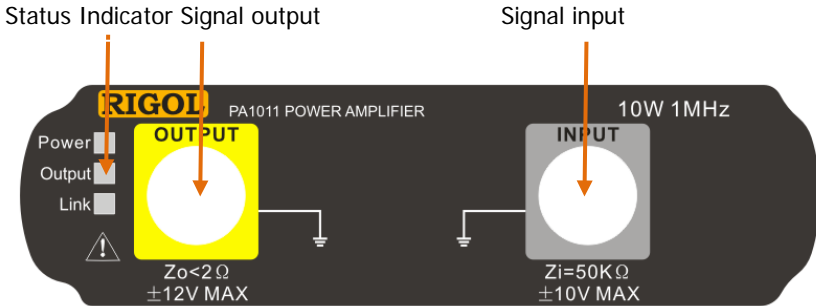 Status Indicator Signal output
Signal input
RIGOL PA1011 POWER AMPLIFIER
10W 1MHz
Power
OUTPUT
INPUT
Output
Link
Zo<2Ω
±12V MAX
Zi=50KΩ
±10V MAX